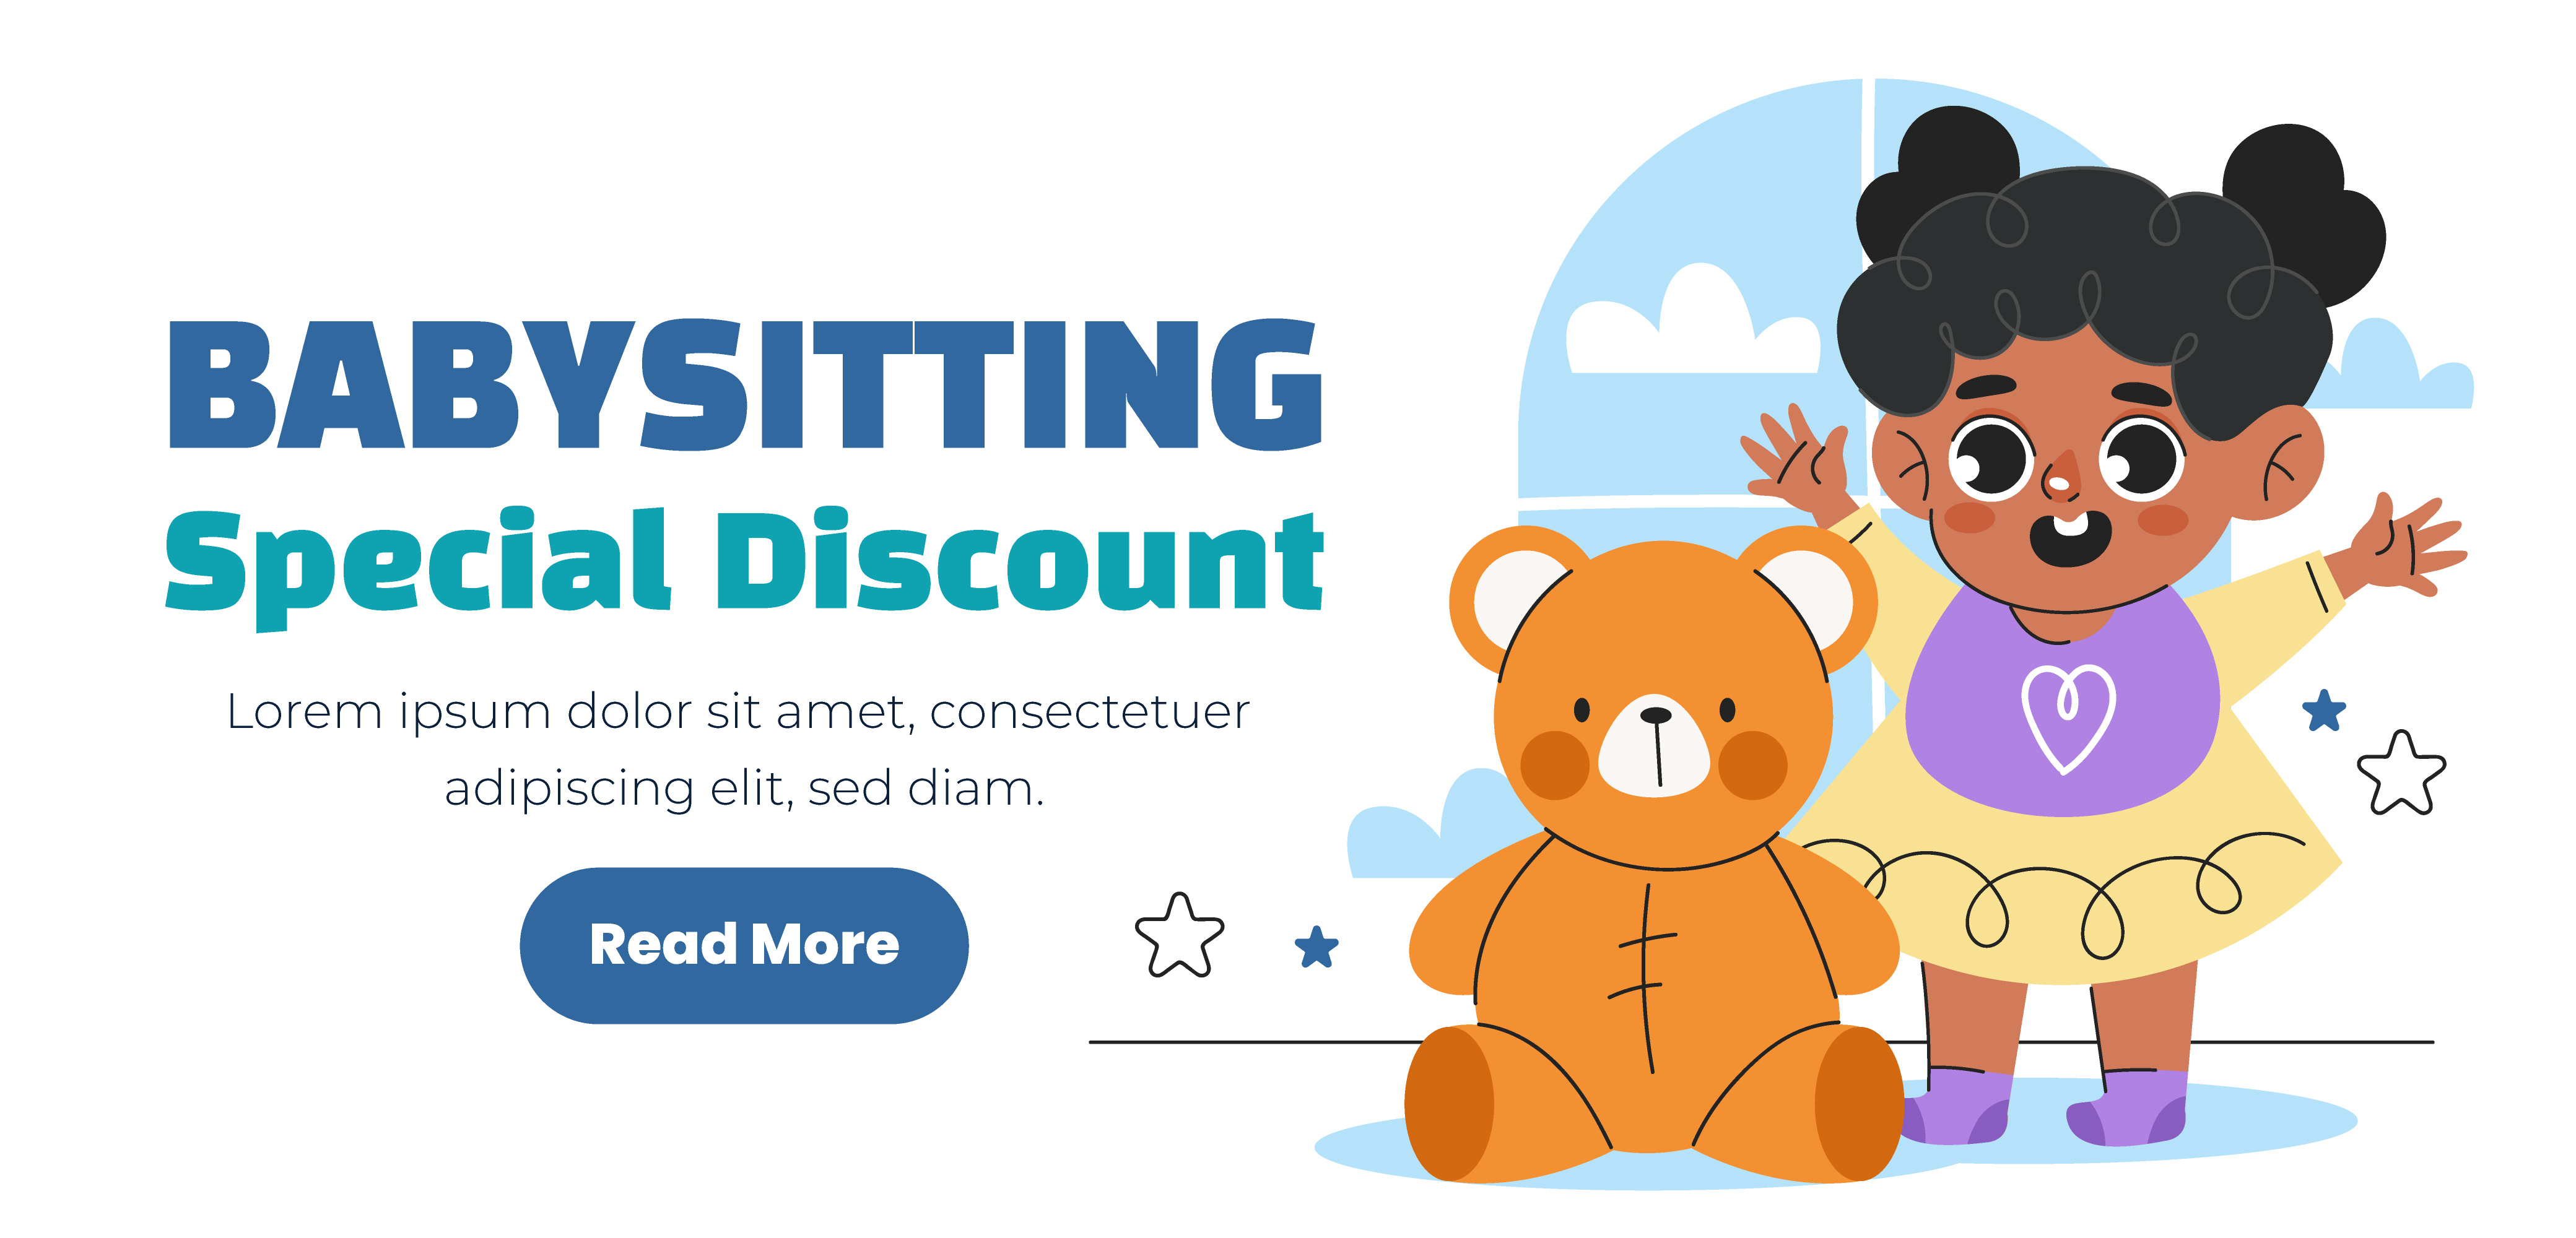 BABYSITTING
Special Discount
Lorem ipsum dolor sit amet, consectetuer
adipiscing elit, sed diam.
Read More